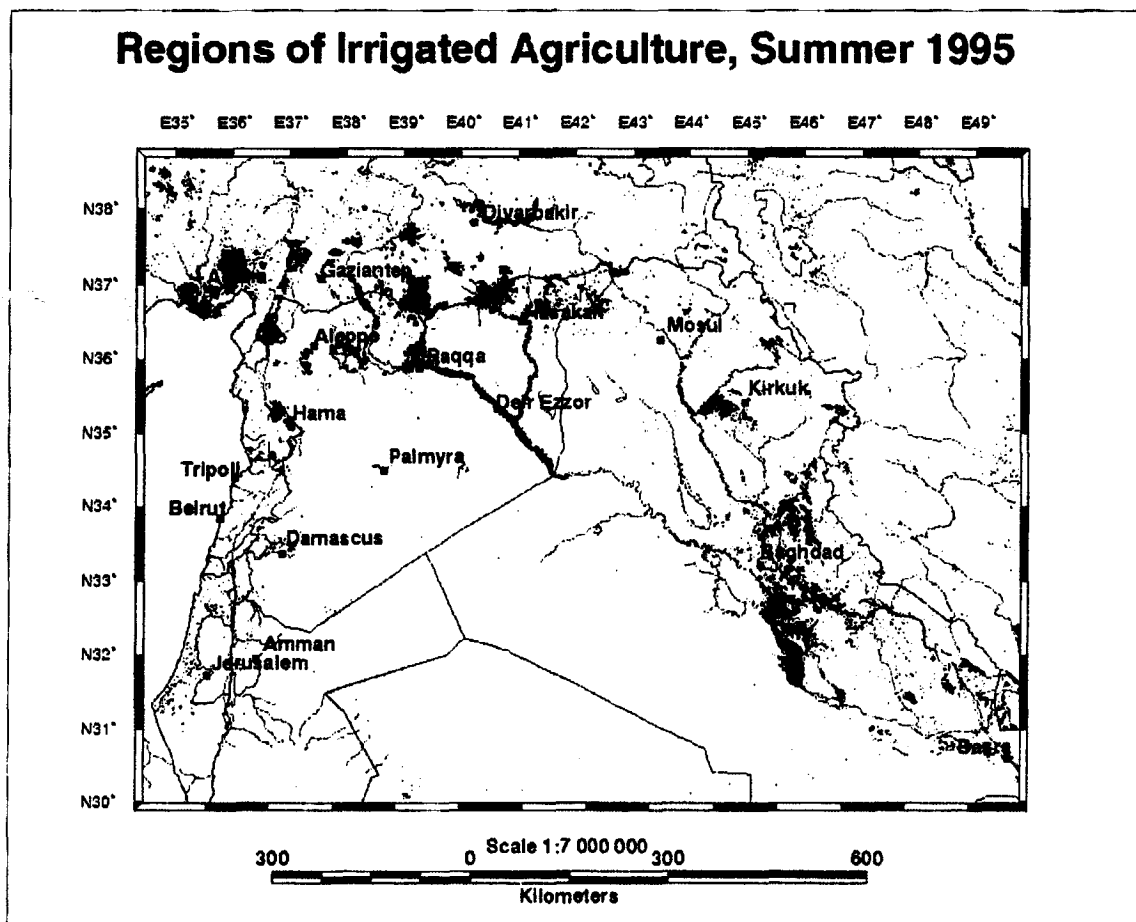 Regions of Irrigated Agriculture, Summer 1995
E35° E36° E37° E38° E39° E40° E41° E42° E43° E44° E45° E46° E47° E48° E49°
N38°
Diyarbakir
N37°
Gaziantep
Mosul
Aleppo
N36°
Raqqa
Kirkuk
Deir Ezzor
Hama
N35°
Palmyra
Tripoli
N34°
Beirut
Damascus
Baghdad
N33°
Amman
N32°
Jerusalem
N31°
Basra
N30°
Scale 1:7 000 000
300 0 300 600
Kilometers